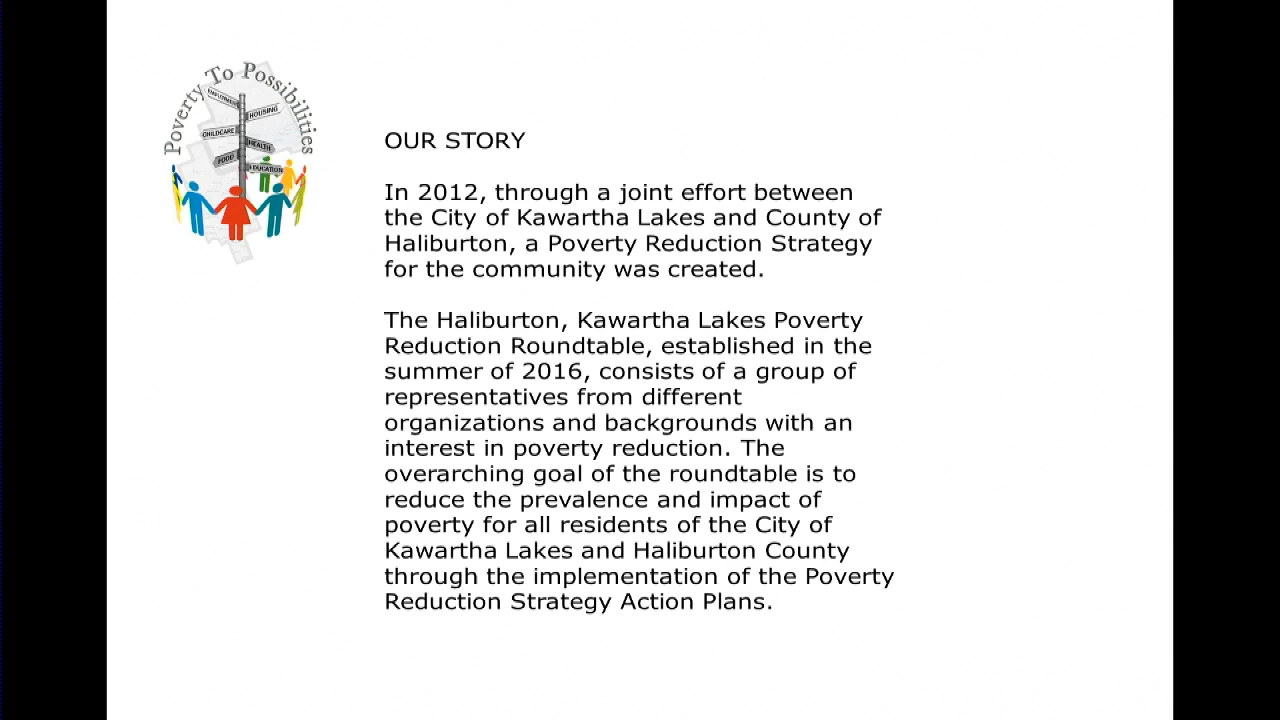 Poverty To Possibilities
EMPLOYMENT
HOUSING
CHILDCARE
HEALTH
FOOD
EDUCATION
OUR STORY
In 2012, through a joint effort between
the City of Kawartha Lakes and County of
Haliburton, a Poverty Reduction Strategy
for the community was created.
The Haliburton, Kawartha Lakes Poverty
Reduction Roundtable, established in the
summer of 2016, consists of a group of
representatives from different
organizations and backgrounds with an
interest in poverty reduction. The
overarching goal of the roundtable is to
reduce the prevalence and impact of
poverty for all residents of the City of
Kawartha Lakes and Haliburton County
through the implementation of the Poverty
Reduction Strategy Action Plans.